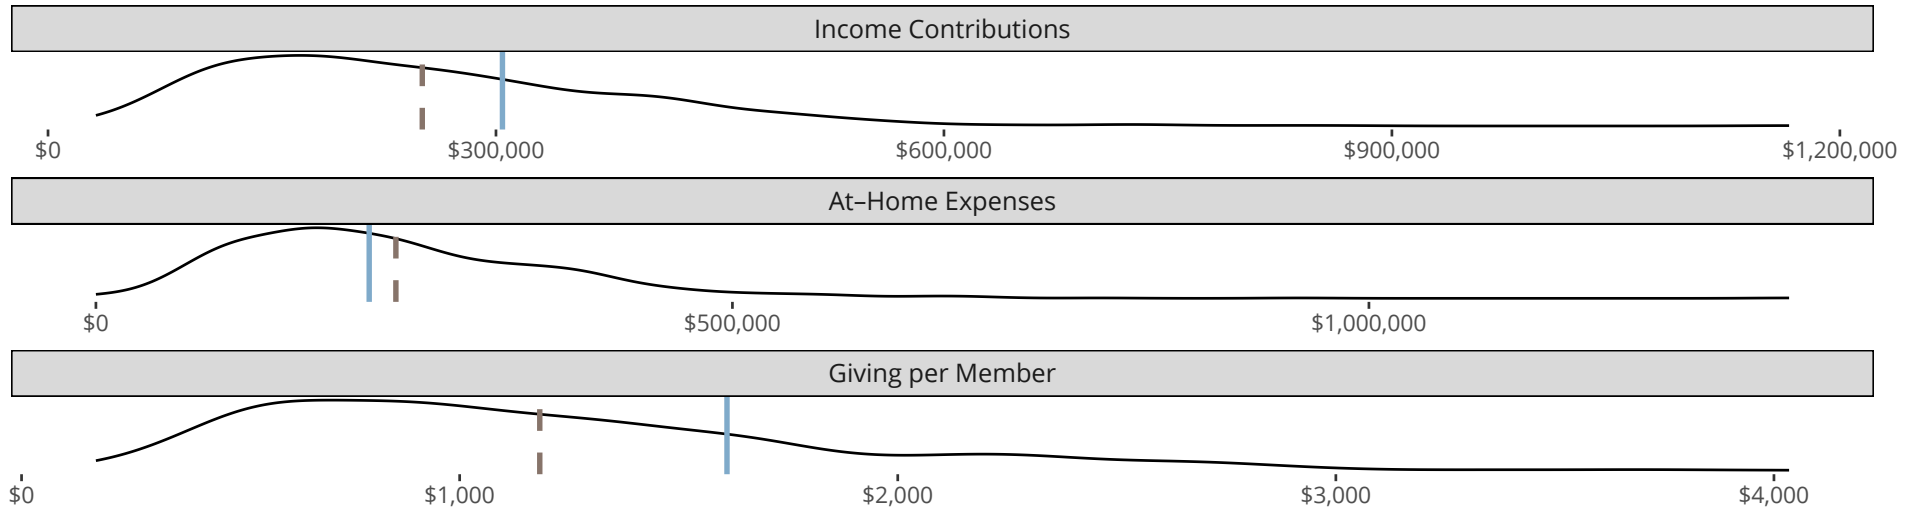 Income Contributions
$0 $300,000 $600,000 $900,000 $1,200,000
At–Home Expenses
$0 $500,000 $1,000,000
Giving per Member
$0 $1,000 $2,000 $3,000 $4,000